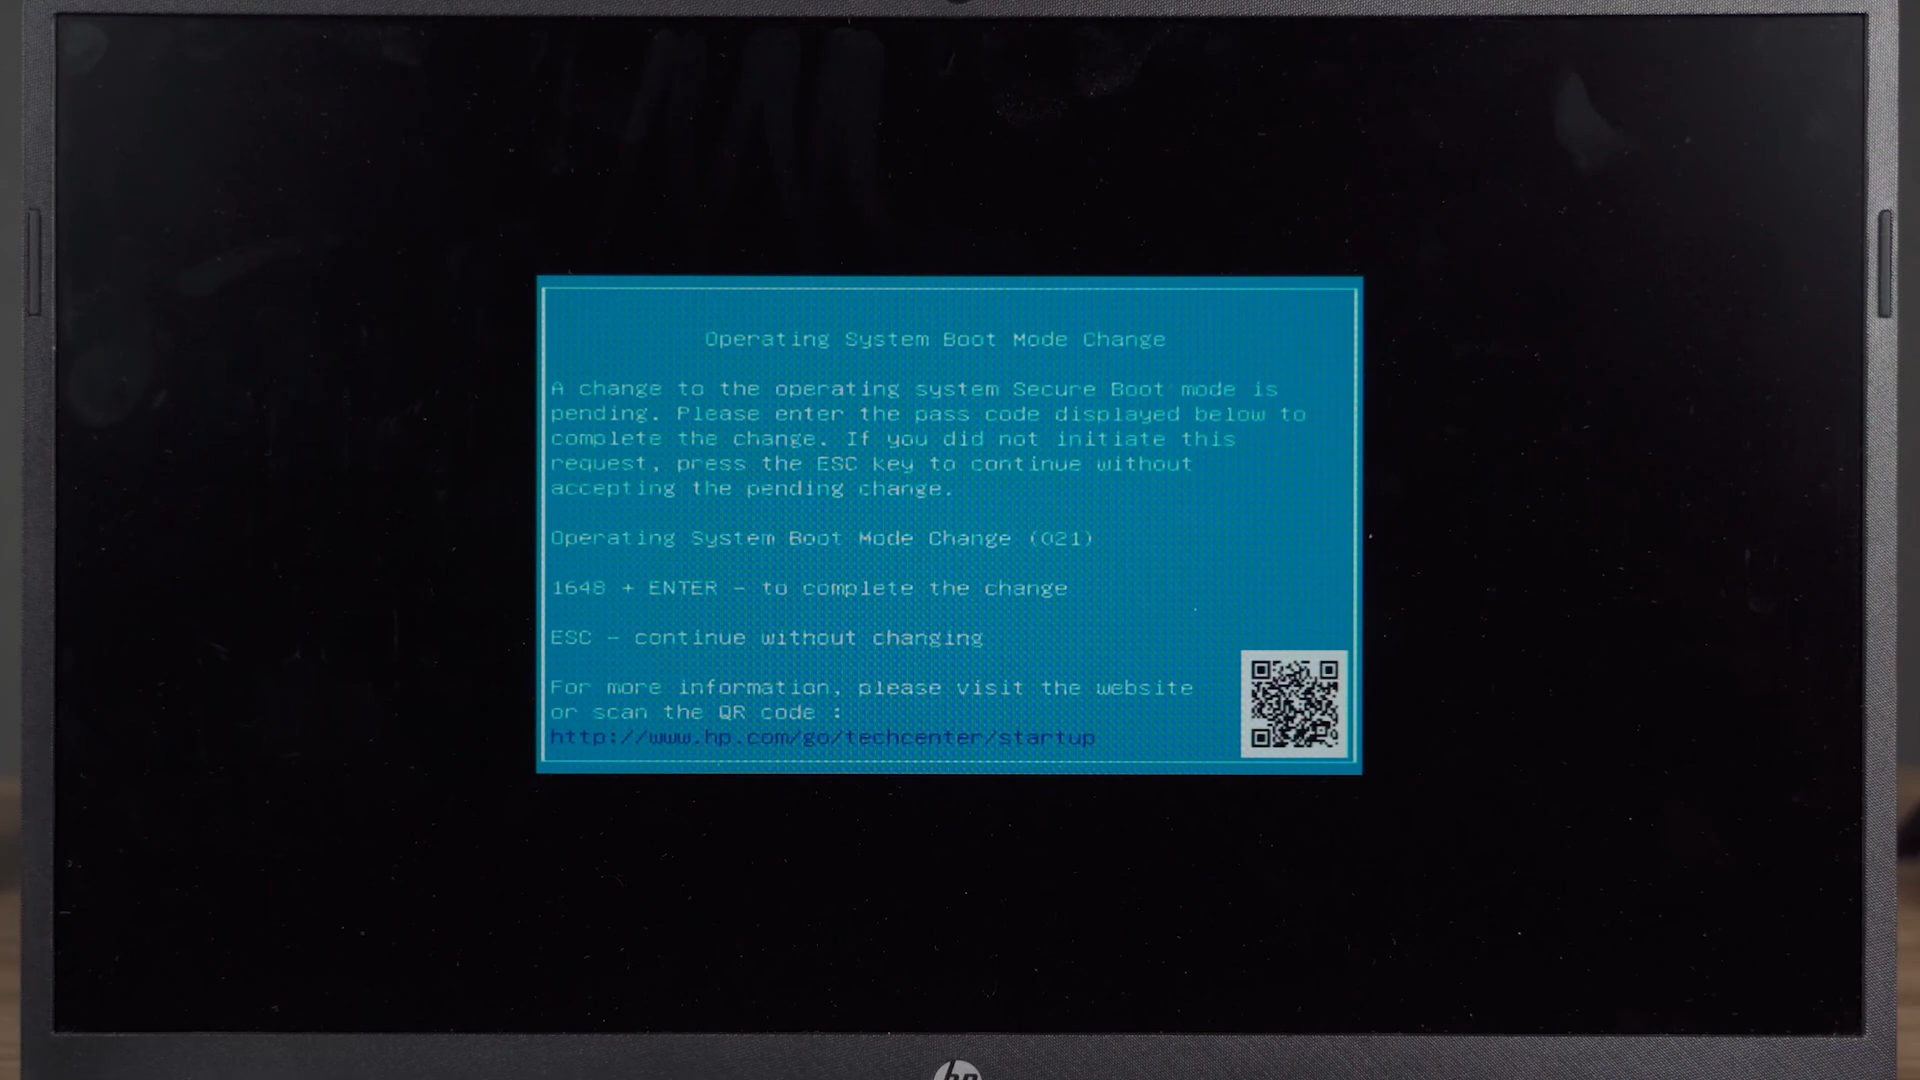 Operating System Boot Mode Change
A change to the operating system Secure Boot mode is
pending. Please enter the pass code displayed below to
complete the change. If you did not initiate this
request, press the ESC key to continue without
accepting the pending change.
Operating System Boot Mode Change (021)
1648 + ENTER - to complete the change
ESC - continue without changing
For more information, please visit the website
or scan the QR code :
http://www.hp.com/go/techcenter/startup
hp